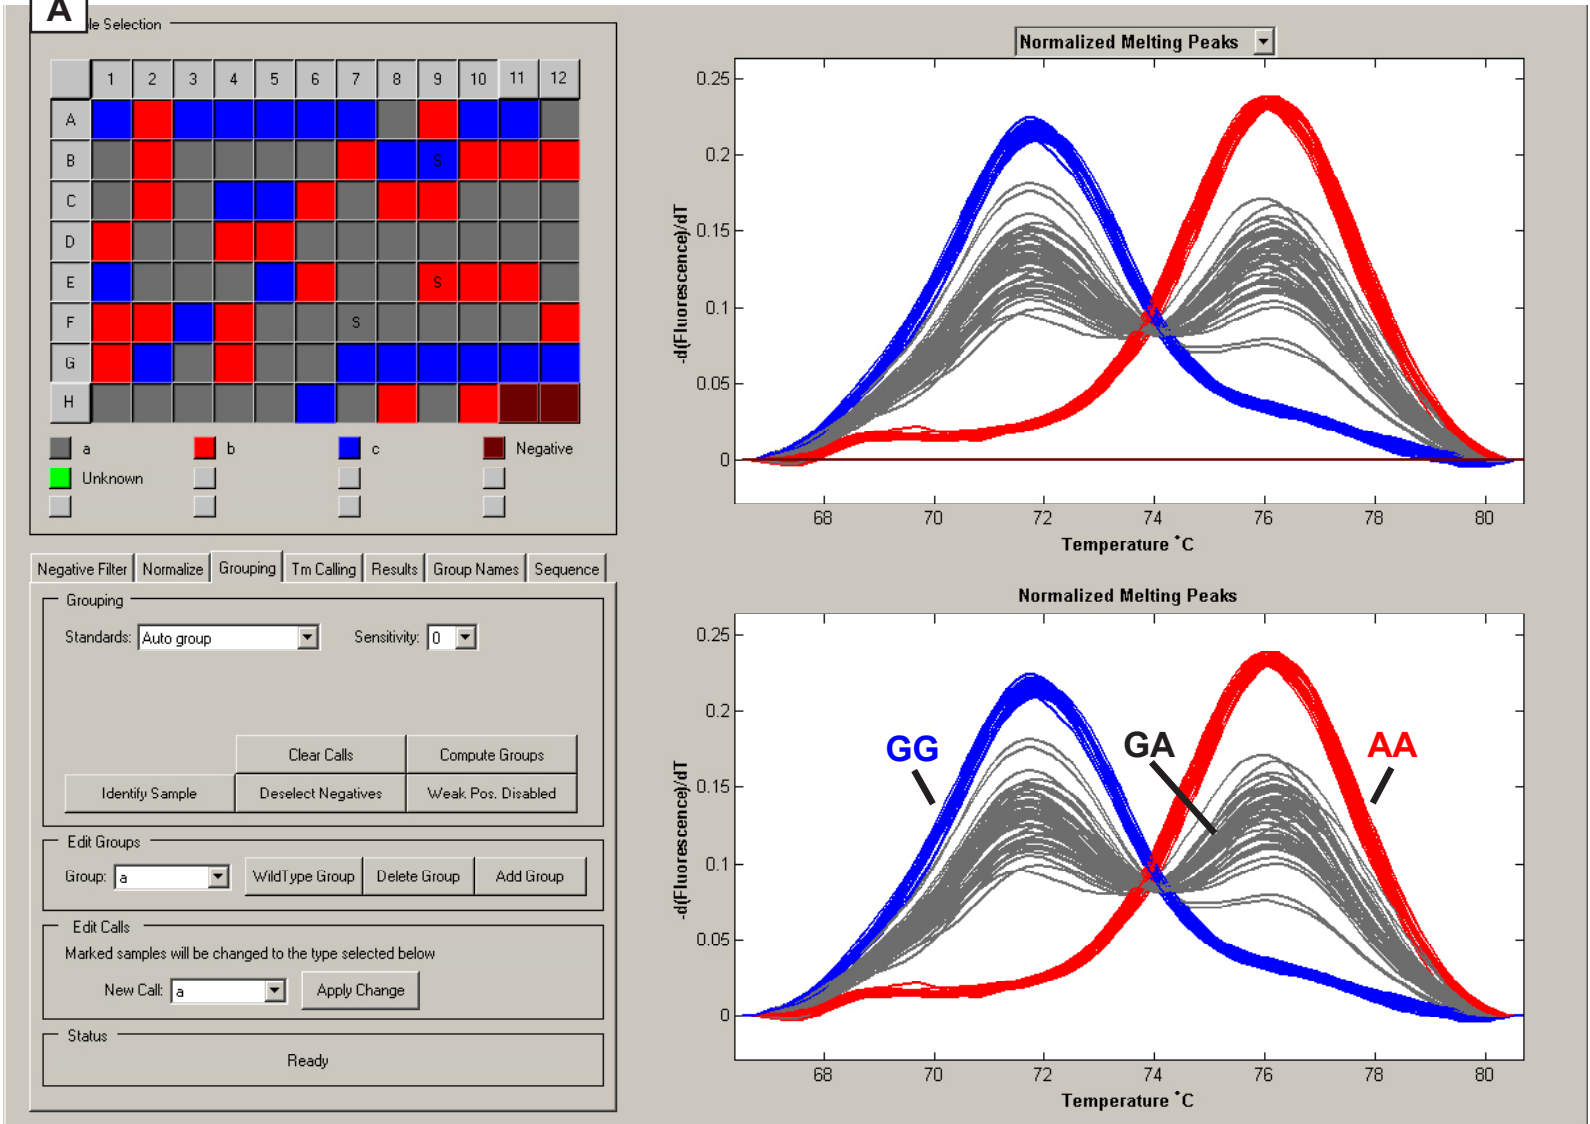 A
le Selection
1 2 3 4 5 6 7 8 9 10 11 12
A
B S
C
D
E S
F S
G
H
a b c Negative
Unknown
Negative Filter Normalize Grouping Tm Calling Results Group Names Sequence
Grouping
Standards: Auto group Sensitivity: 0
Clear Calls Compute Groups
Identify Sample Deselect Negatives Weak Pos. Disabled
Edit Groups
Group: a WildType Group Delete Group Add Group
Edit Calls
Marked samples will be changed to the type selected below
New Call: a Apply Change
Status
Ready
Normalized Melting Peaks
0.25
0.2
0.15
0.1
0.05
0
-d(Fluorescence)/dT
68 70 72 74 76 78 80
Temperature °C
Normalized Melting Peaks
0.25
0.2
0.15
0.1
0.05
0
-d(Fluorescence)/dT
GG GA AA
68 70 72 74 76 78 80
Temperature °C